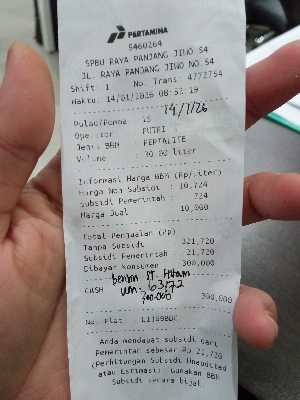 PERTAMINA
5460264
SPBU RAYA PANJANG JIWO 54
JL. RAYA PANJANG JIWO NO.54
Shift: 1 No. Trans: 4772754
Waktu: 14/01/2026 08:52:19
14/1/26
Pulau/Pompa : 15
Operator : PUTRI
Jenis BBM : PERTALITE
Volume : 30.00 liter
Informasi Harga BBM (Rp/liter)
Harga Non Subsidi : 10,724
Subsidi Pemerintah : 724
Harga Jual : 10,000
Total Penjualan (Rp)
Tanpa Subsidi : 321,720
Subsidi Pemerintah : 21,720
Dibayar Konsumen : 300,000
bensin
Hitam
CASH
300.000
300,000
No. Plat :
Anda mendapat subsidi dari
Pemerintah sebesar Rp 21,720
(Perhitungan Subsidi Unaudited
atau Estimasi) Gunakan BBM
Subsidi secara bijak